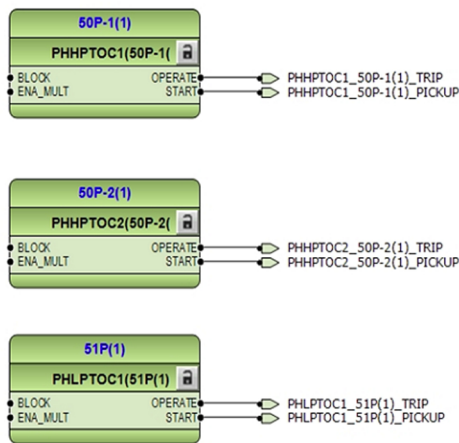 50P-1(1)
PHHPTOC1(50P-1(
BLOCK OPERATE PHHPTOC1_50P-1(1)_TRIP
ENA_MULT START PHHPTOC1_50P-1(1)_PICKUP
50P-2(1)
PHHPTOC2(50P-2(
BLOCK OPERATE PHHPTOC2_50P-2(1)_TRIP
ENA_MULT START PHHPTOC2_50P-2(1)_PICKUP
51P(1)
PHLPTOC1(51P(1)
BLOCK OPERATE PHLPTOC1_51P(1)_TRIP
ENA_MULT START PHLPTOC1_51P(1)_PICKUP